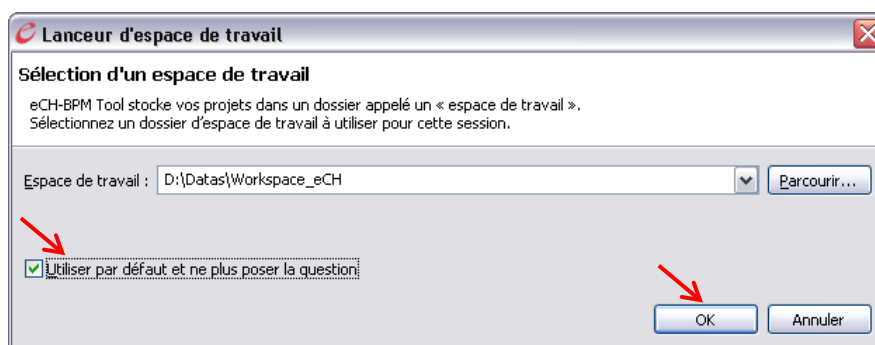 Lanceur d'espace de travail
Sélection d'un espace de travail
eCH-BPM Tool stocke vos projets dans un dossier appelé un « espace de travail ».
Sélectionnez un dossier d'espace de travail à utiliser pour cette session.
Espace de travail : D:\Datas\Workspace_eCH Parcourir...
Utiliser par défaut et ne plus poser la question
OK Annuler